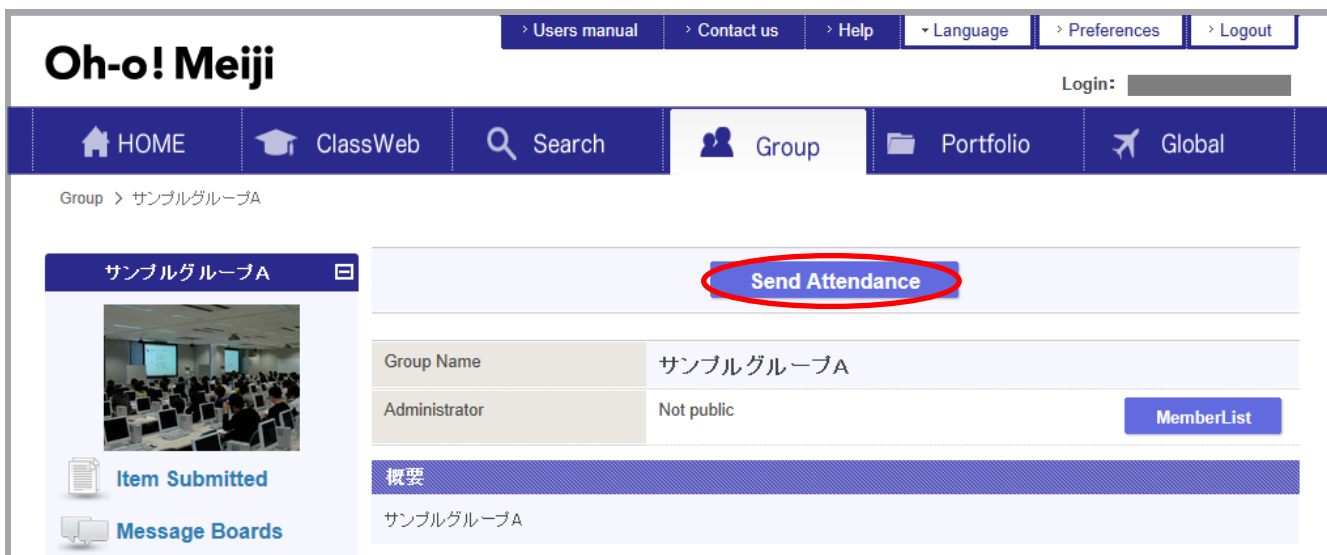 > Users manual > Contact us > Help Language > Preferences > Logout
Oh-o! Meiji
Login:
HOME ClassWeb Search Group Portfolio Global
Group > サンプルグループA
サンプルグループA
Send Attendance
Group Name サンプルグループA
Administrator Not public MemberList
Item Submitted
概要
Message Boards
サンプルグループA